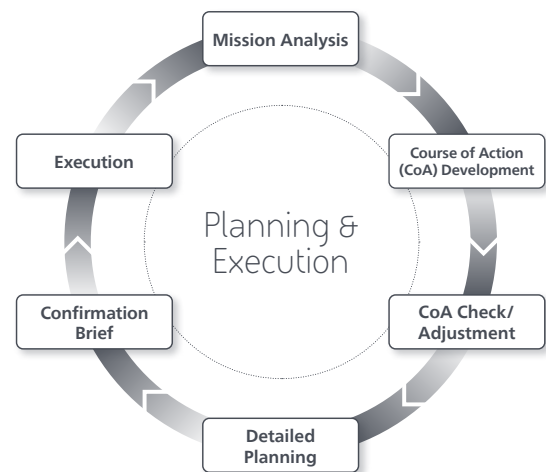 Mission Analysis
Course of Action
(CoA) Development
CoA Check/
Adjustment
Detailed
Planning
Confirmation
Brief
Execution
Planning &
Execution